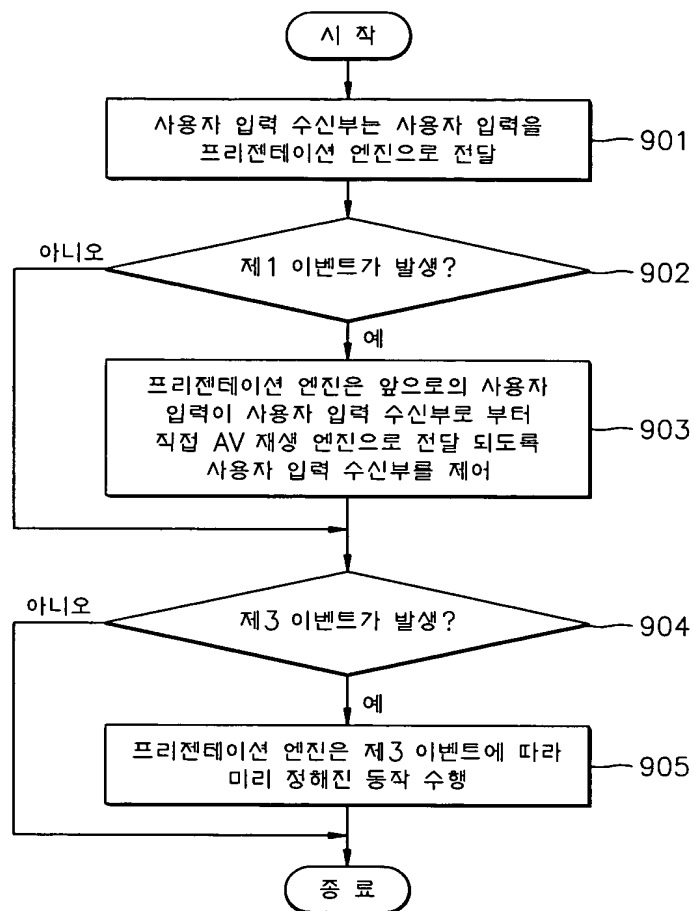 시 작
사용자 입력 수신부는 사용자 입력을
프리젠테이션 엔진으로 전달
901
아니오
제1 이벤트가 발생?
902
예
프리젠테이션 엔진은 앞으로의 사용자
입력이 사용자 입력 수신부로 부터
직접 AV 재생 엔진으로 전달 되도록
사용자 입력 수신부를 제어
903
아니오
제3 이벤트가 발생?
904
예
프리젠테이션 엔진은 제3 이벤트에 따라
미리 정해진 동작 수행
905
종 료